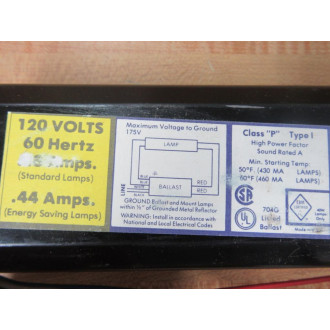 120 VOLTS
60 Hertz
Amps.
(Standard Lamps)
.44 Amps.
(Energy Saving Lamps)
Maximum Voltage to Ground
175V
LAMP
BALLAST
RED
RED
LINE
GROUND Ballast and Mount Lamps
within ½" of Grounded Metal Reflector
WARNING: Install in accordance with
National and Local Electrical Codes
Class "P" Type I
High Power Factor
Sound Rated A
Min. Starting Temp:
50°F (430 MA LAMPS)
50°F (460 MA LAMPS)
SA
704G
Listed
Ballast